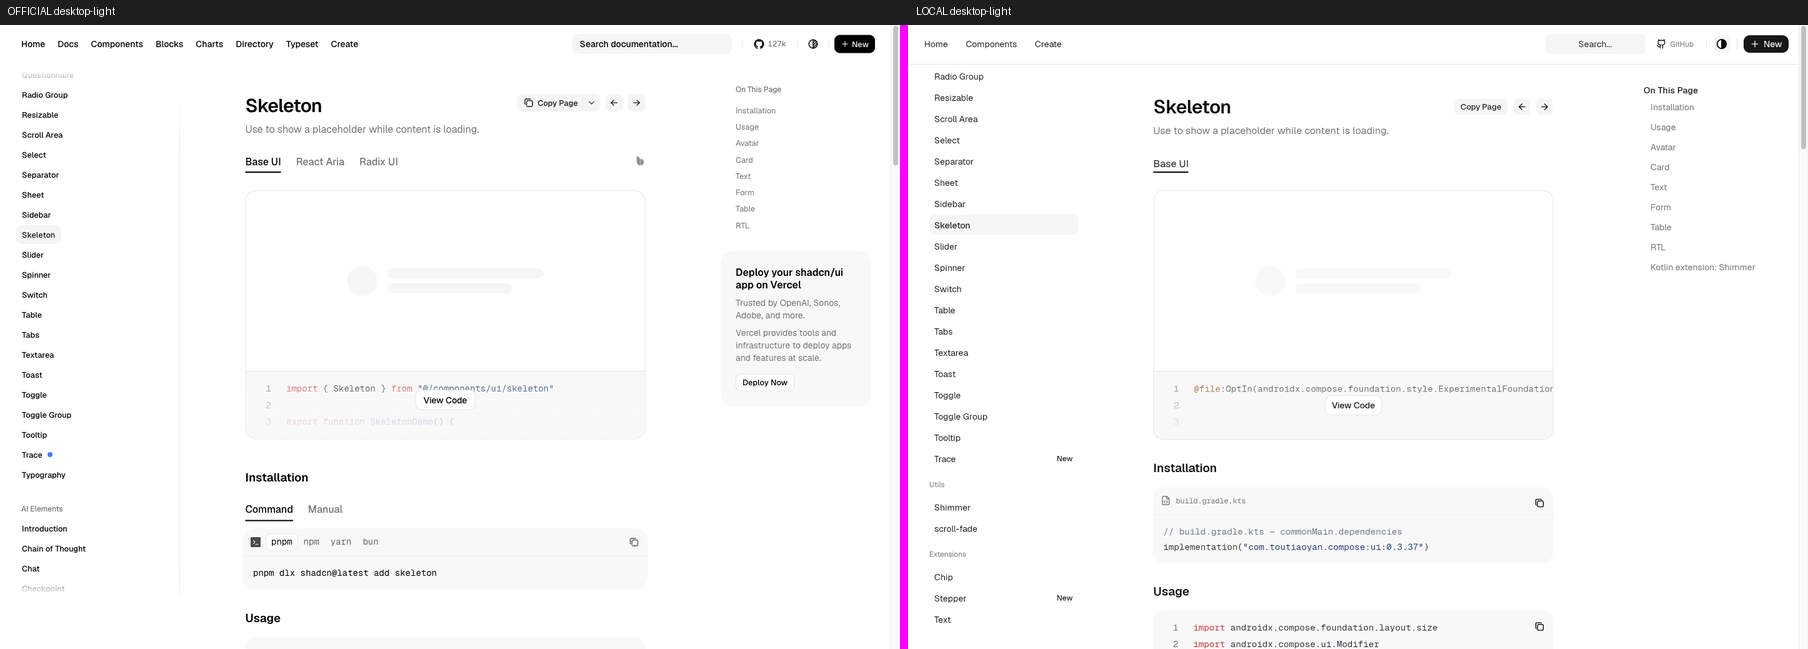 OFFICIAL desktop-light
Home Docs Components Blocks Charts Directory Typeset Create
Search documentation...
127k
+ New
Questionnaire
Radio Group
Resizable
Scroll Area
Select
Separator
Sheet
Sidebar
Skeleton
Slider
Spinner
Switch
Table
Tabs
Textarea
Toast
Toggle
Toggle Group
Tooltip
Trace
Typography
AI Elements
Introduction
Chain of Thought
Chat
Checkpoint
Skeleton
Copy Page
Use to show a placeholder while content is loading.
Base UI React Aria Radix UI
1 import { Skeleton } from "@/components/ui/skeleton"
2
3 export function SkeletonDemo() {
View Code
Installation
Command Manual
pnpm npm yarn bun
pnpm dlx shadcn@latest add skeleton
Usage
On This Page
Installation
Usage
Avatar
Card
Text
Form
Table
RTL
Deploy your shadcn/ui
app on Vercel
Trusted by OpenAI, Sonos,
Adobe, and more.
Vercel provides tools and
infrastructure to deploy apps
and features at scale.
Deploy Now
LOCAL desktop-light
Home Components Create
Search...
GitHub
+ New
Radio Group
Resizable
Scroll Area
Select
Separator
Sheet
Sidebar
Skeleton
Slider
Spinner
Switch
Table
Tabs
Textarea
Toast
Toggle
Toggle Group
Tooltip
Trace New
Utils
Shimmer
scroll-fade
Extensions
Chip
Stepper New
Text
Skeleton
Copy Page
Use to show a placeholder while content is loading.
Base UI
1 @file:OptIn(androidx.compose.foundation.style.ExperimentalFoundation
2
3
View Code
Installation
build.gradle.kts
// build.gradle.kts — commonMain.dependencies
implementation("com.toutiaoyan.compose:ui:0.3.37")
Usage
1 import androidx.compose.foundation.layout.size
2 import androidx.compose.ui.Modifier
On This Page
Installation
Usage
Avatar
Card
Text
Form
Table
RTL
Kotlin extension: Shimmer